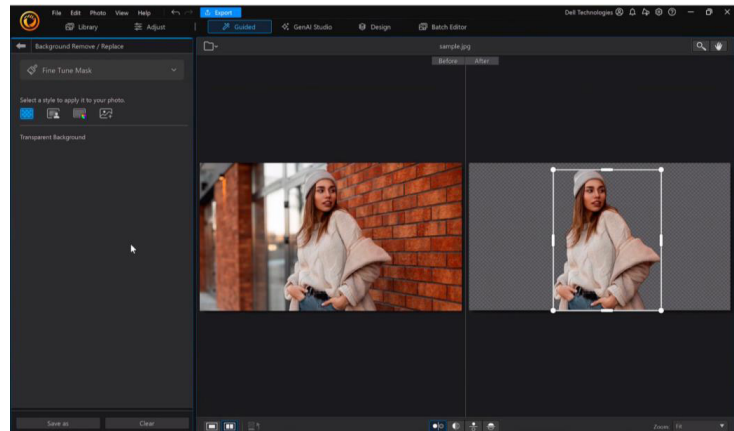 File Edit Photo View Help Export Dell Technologies
Library Adjust Guided GenAI Studio Design Batch Editor
Background Remove / Replace
sample.jpg
Before After
Fine Tune Mask
Select a style to apply it to your photo.
Transparent Background
Save as Clear
Zoom: Fit